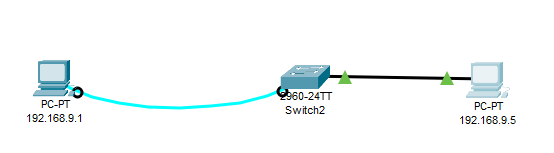 PC-PT
192.168.9.1
2960-24TT
Switch2
PC-PT
192.168.9.5